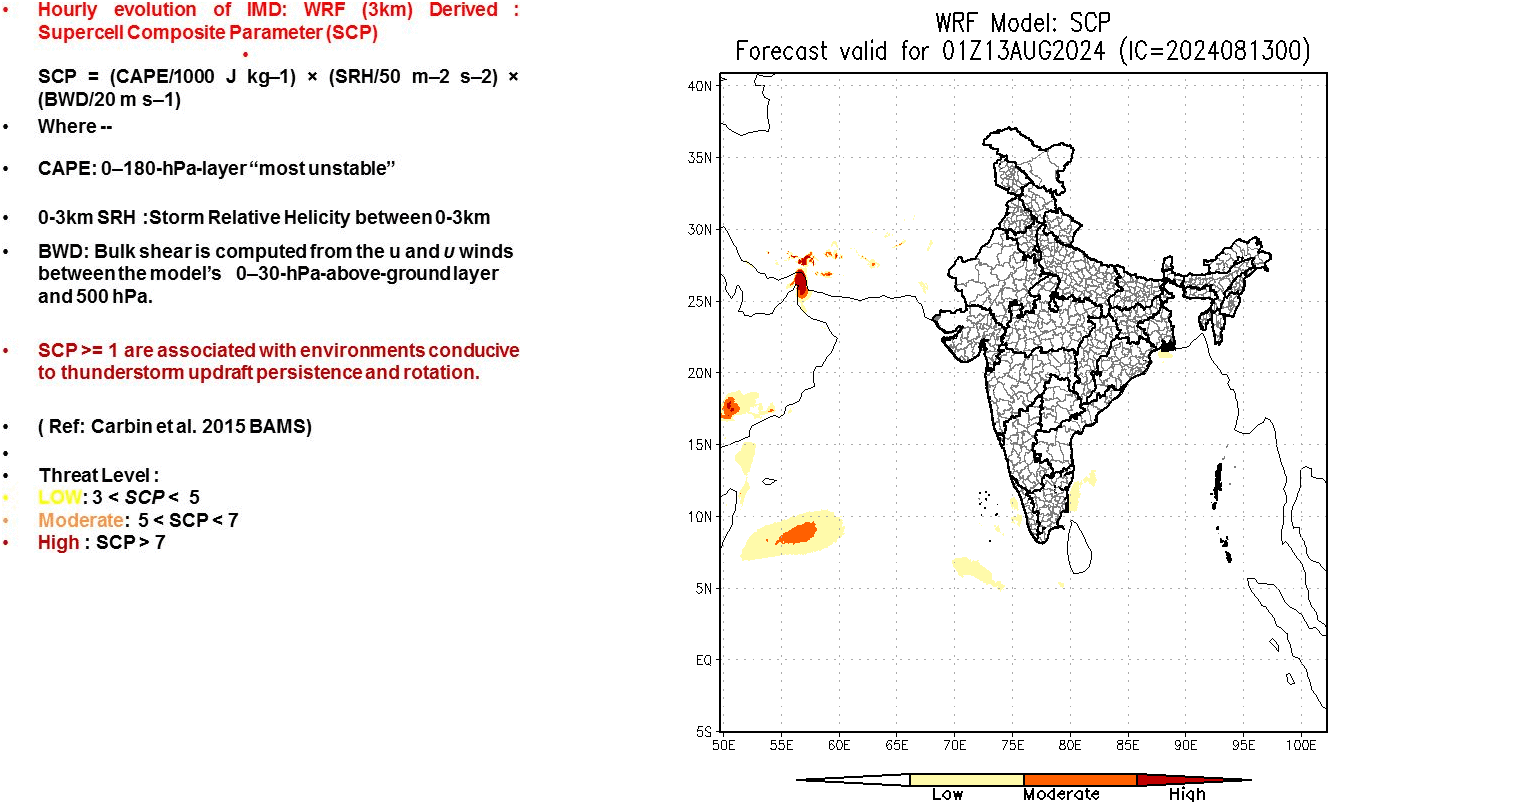 • Hourly evolution of IMD: WRF (3km) Derived :
Supercell Composite Parameter (SCP)
•
SCP = (CAPE/1000 J kg–1) × (SRH/50 m–2 s–2) ×
(BWD/20 m s–1)
• Where --
• CAPE: 0–180-hPa-layer “most unstable”
• 0-3km SRH :Storm Relative Helicity between 0-3km
• BWD: Bulk shear is computed from the u and υ winds
between the model’s 0–30-hPa-above-ground layer
and 500 hPa.
• SCP >= 1 are associated with environments conducive
to thunderstorm updraft persistence and rotation.
• ( Ref: Carbin et al. 2015 BAMS)
•
• Threat Level :
• LOW: 3 < SCP < 5
• Moderate: 5 < SCP < 7
• High : SCP > 7
WRF Model: SCP
Forecast valid for 01Z13AUG2024 (IC=2024081300)
40N
35N
30N
25N
20N
15N
10N
5N
EQ
5S
50E 55E 60E 65E 70E 75E 80E 85E 90E 95E 100E
Low Moderate High